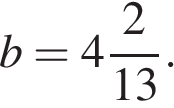 b = 4 2/13.